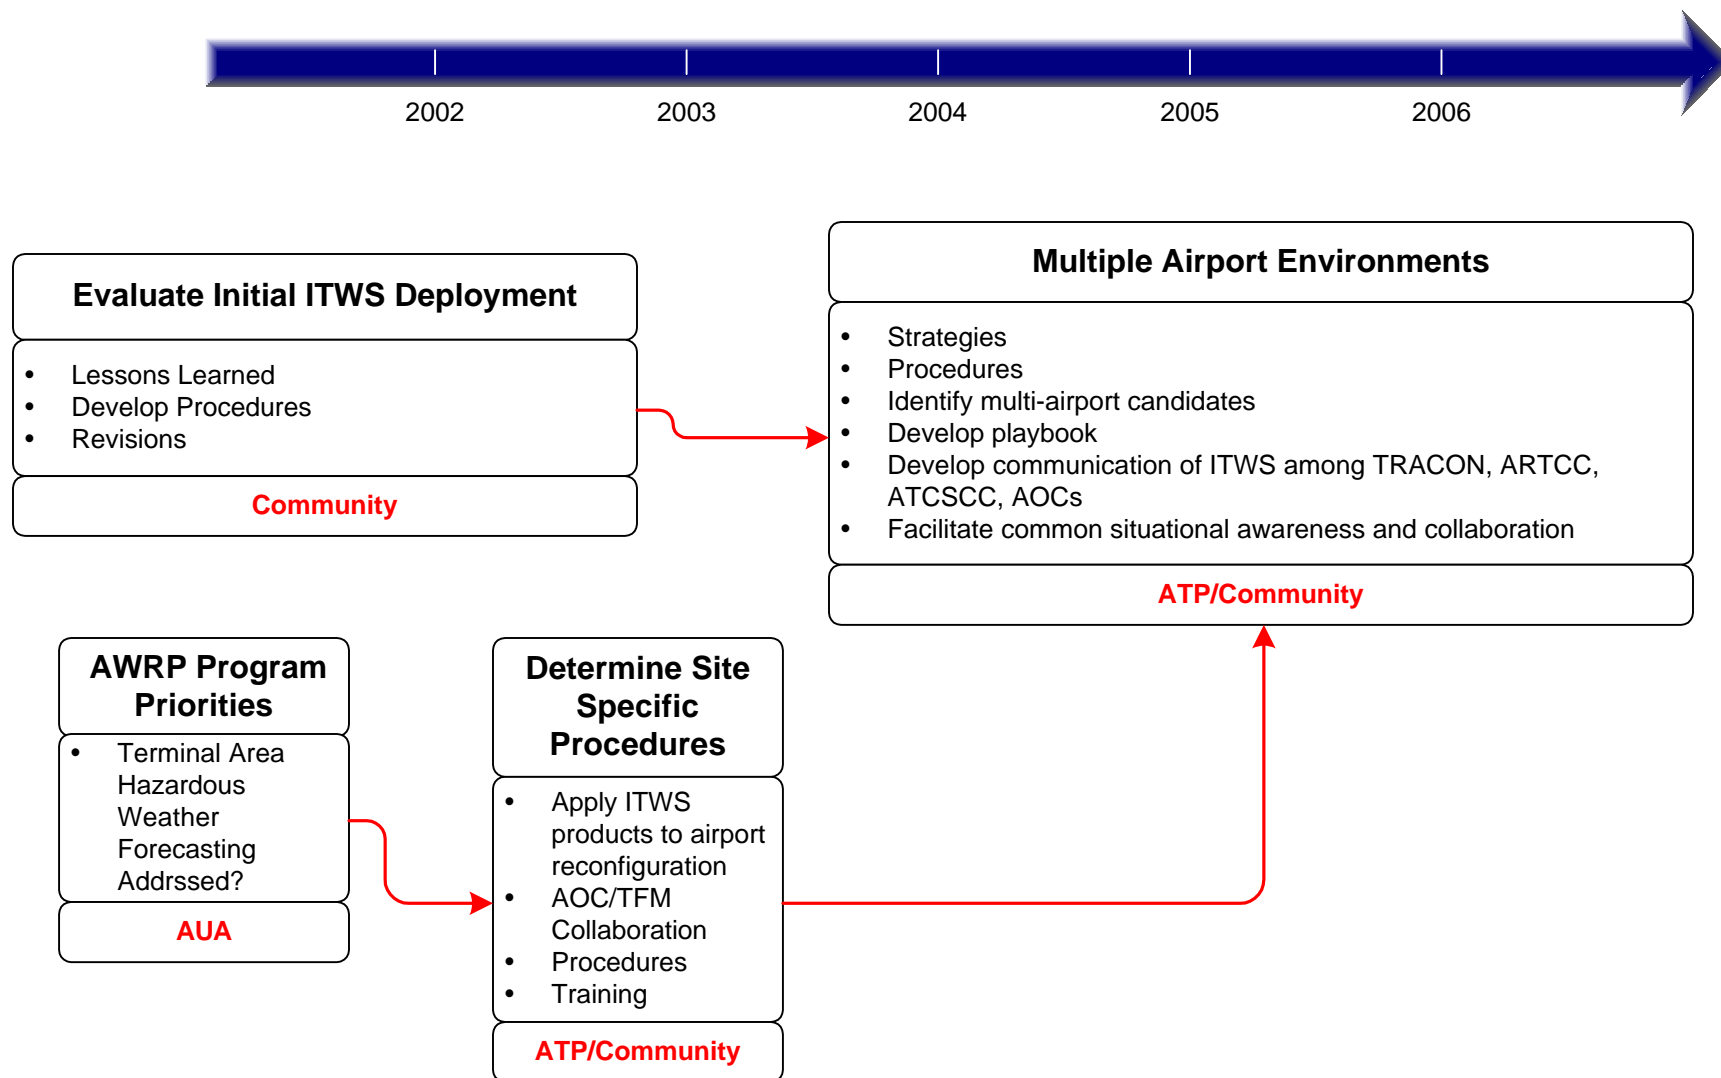 2002 2003 2004 2005 2006
Evaluate Initial ITWS Deployment
• Lessons Learned
• Develop Procedures
• Revisions
Community
Multiple Airport Environments
• Strategies
• Procedures
• Identify multi-airport candidates
• Develop playbook
• Develop communication of ITWS among TRACON, ARTCC,
ATCSCC, AOCs
• Facilitate common situational awareness and collaboration
ATP/Community
AWRP Program
Priorities
• Terminal Area
Hazardous
Weather
Forecasting
Addrssed?
AUA
Determine Site
Specific
Procedures
• Apply ITWS
products to airport
reconfiguration
• AOC/TFM
Collaboration
• Procedures
• Training
ATP/Community